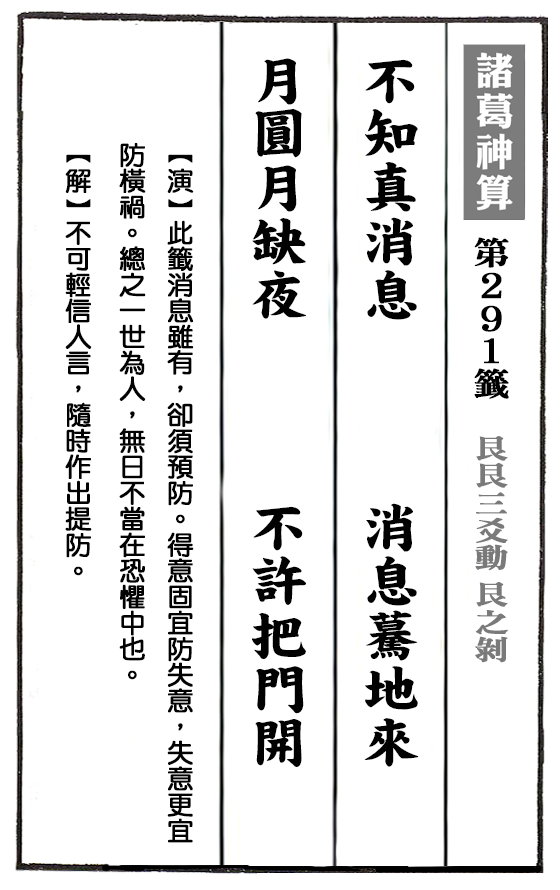 諸葛神算 第291籤 艮艮三爻動 艮之剝
不知真消息 消息驀地來
月圓月缺夜 不許把門開
【演】此籤消息雖有，卻須預防。得意固宜防失意，失意更宜
防橫禍。總之一世為人，無日不當在恐懼中也。
【解】不可輕信人言，隨時作出提防。